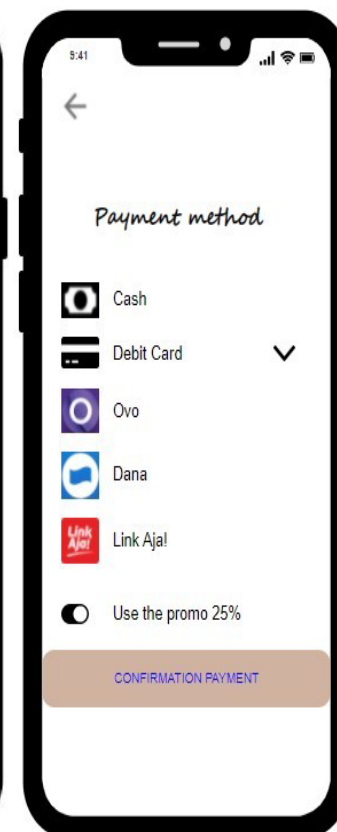 9:41
Payment method
Cash
Debit Card
Ovo
Dana
Link Aja!
Link Aja!
Use the promo 25%
CONFIRMATION PAYMENT